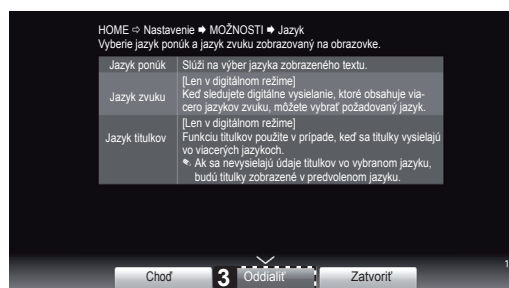 HOME ⇨ Nastavenie ➡ MOŽNOSTI ➡ Jazyk
Vyberie jazyk ponúk a jazyk zvuku zobrazovaný na obrazovke.
Jazyk ponúk Slúži na výber jazyka zobrazeného textu.
[Len v digitálnom režime]
Keď sledujete digitálne vysielanie, ktoré obsahuje via-
Jazyk zvuku cero jazykov zvuku, môžete vybrať požadovaný jazyk.
[Len v digitálnom režime]
Jazyk titulkov Funkciu titulkov použite v prípade, keď sa titulky vysielajú
vo viacerých jazykoch.
Ak sa nevysielajú údaje titulkov vo vybranom jazyku,
budú titulky zobrazené v predvolenom jazyku.
1
Choď 3 Oddialiť Zatvoriť